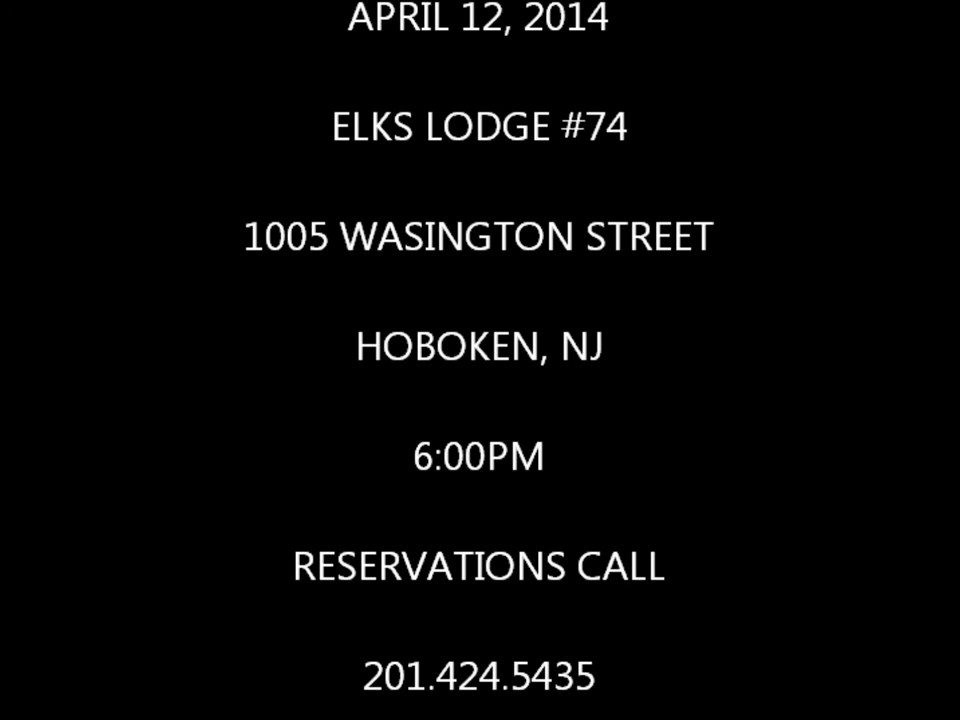 APRIL 12, 2014
ELKS LODGE #74
1005 WASINGTON STREET
HOBOKEN, NJ
6:00PM
RESERVATIONS CALL
201.424.5435